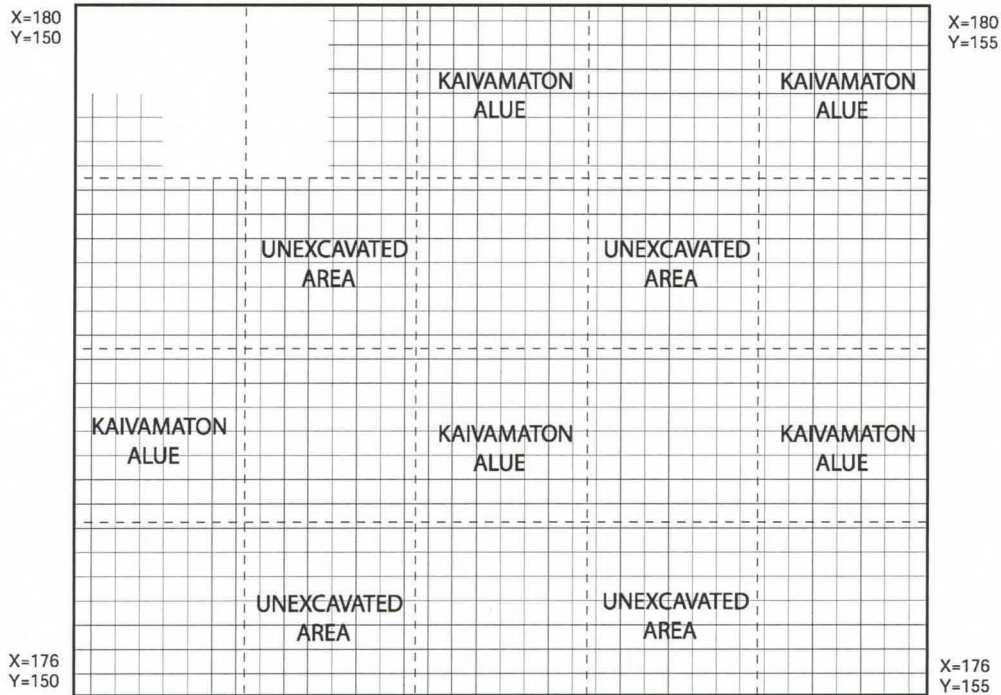 X=180
Y=150
X=180
Y=155
KAIVAMATON
ALUE
KAIVAMATON
ALUE
UNEXCAVATED
AREA
UNEXCAVATED
AREA
KAIVAMATON
ALUE
KAIVAMATON
ALUE
KAIVAMATON
ALUE
UNEXCAVATED
AREA
UNEXCAVATED
AREA
X=176
Y=150
X=176
Y=155